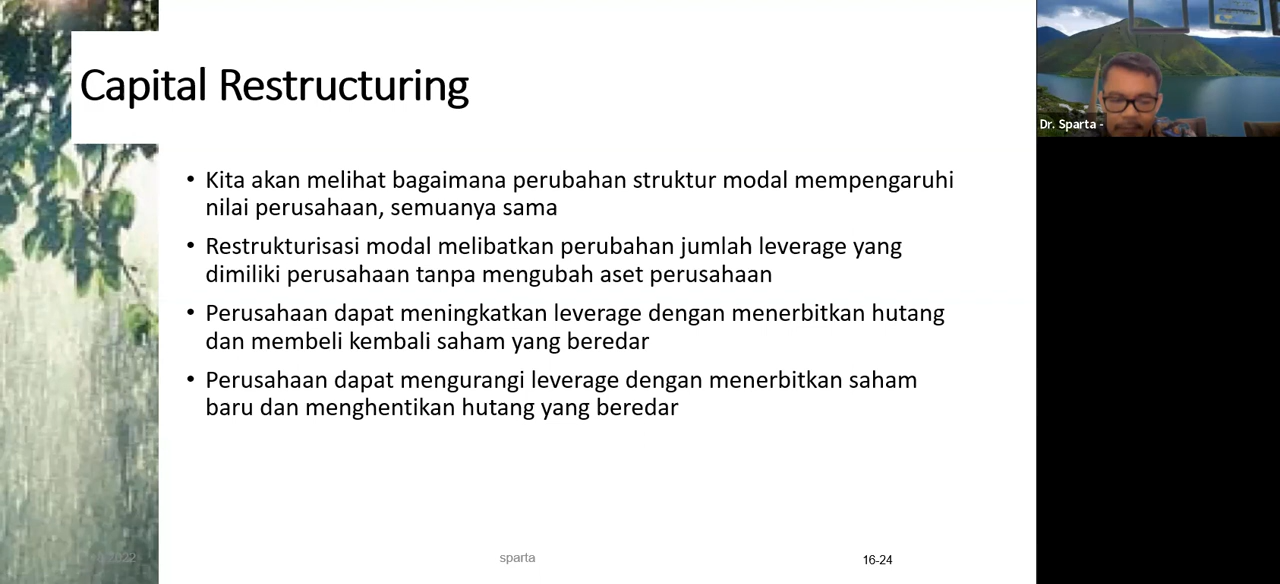 Capital Restructuring
Dr. Sparta -
• Kita akan melihat bagaimana perubahan struktur modal mempengaruhi
nilai perusahaan, semuanya sama
• Restrukturisasi modal melibatkan perubahan jumlah leverage yang
dimiliki perusahaan tanpa mengubah aset perusahaan
• Perusahaan dapat meningkatkan leverage dengan menerbitkan hutang
dan membeli kembali saham yang beredar
• Perusahaan dapat mengurangi leverage dengan menerbitkan saham
baru dan menghentikan hutang yang beredar
sparta
16-24